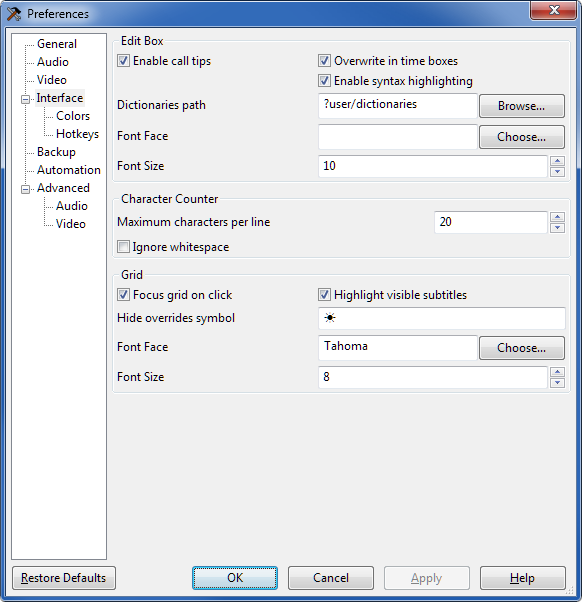 Preferences
General
Audio
Video
Interface
Colors
Hotkeys
Backup
Automation
Advanced
Audio
Video
Edit Box
Enable call tips
Overwrite in time boxes
Enable syntax highlighting
Dictionaries path
?user/dictionaries
Browse...
Font Face
Choose...
Font Size
10
Character Counter
Maximum characters per line
20
Ignore whitespace
Grid
Focus grid on click
Highlight visible subtitles
Hide overrides symbol
☀
Font Face
Tahoma
Choose...
Font Size
8
Restore Defaults
OK
Cancel
Apply
Help